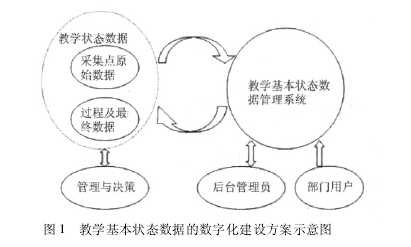 教学状态数据
采集点原
始数据
过程及最
终数据
教学基本状态数
据管理系统
管理与决策
后台管理员
部门用户
图1 教学基本状态数据的数字化建设方案示意图